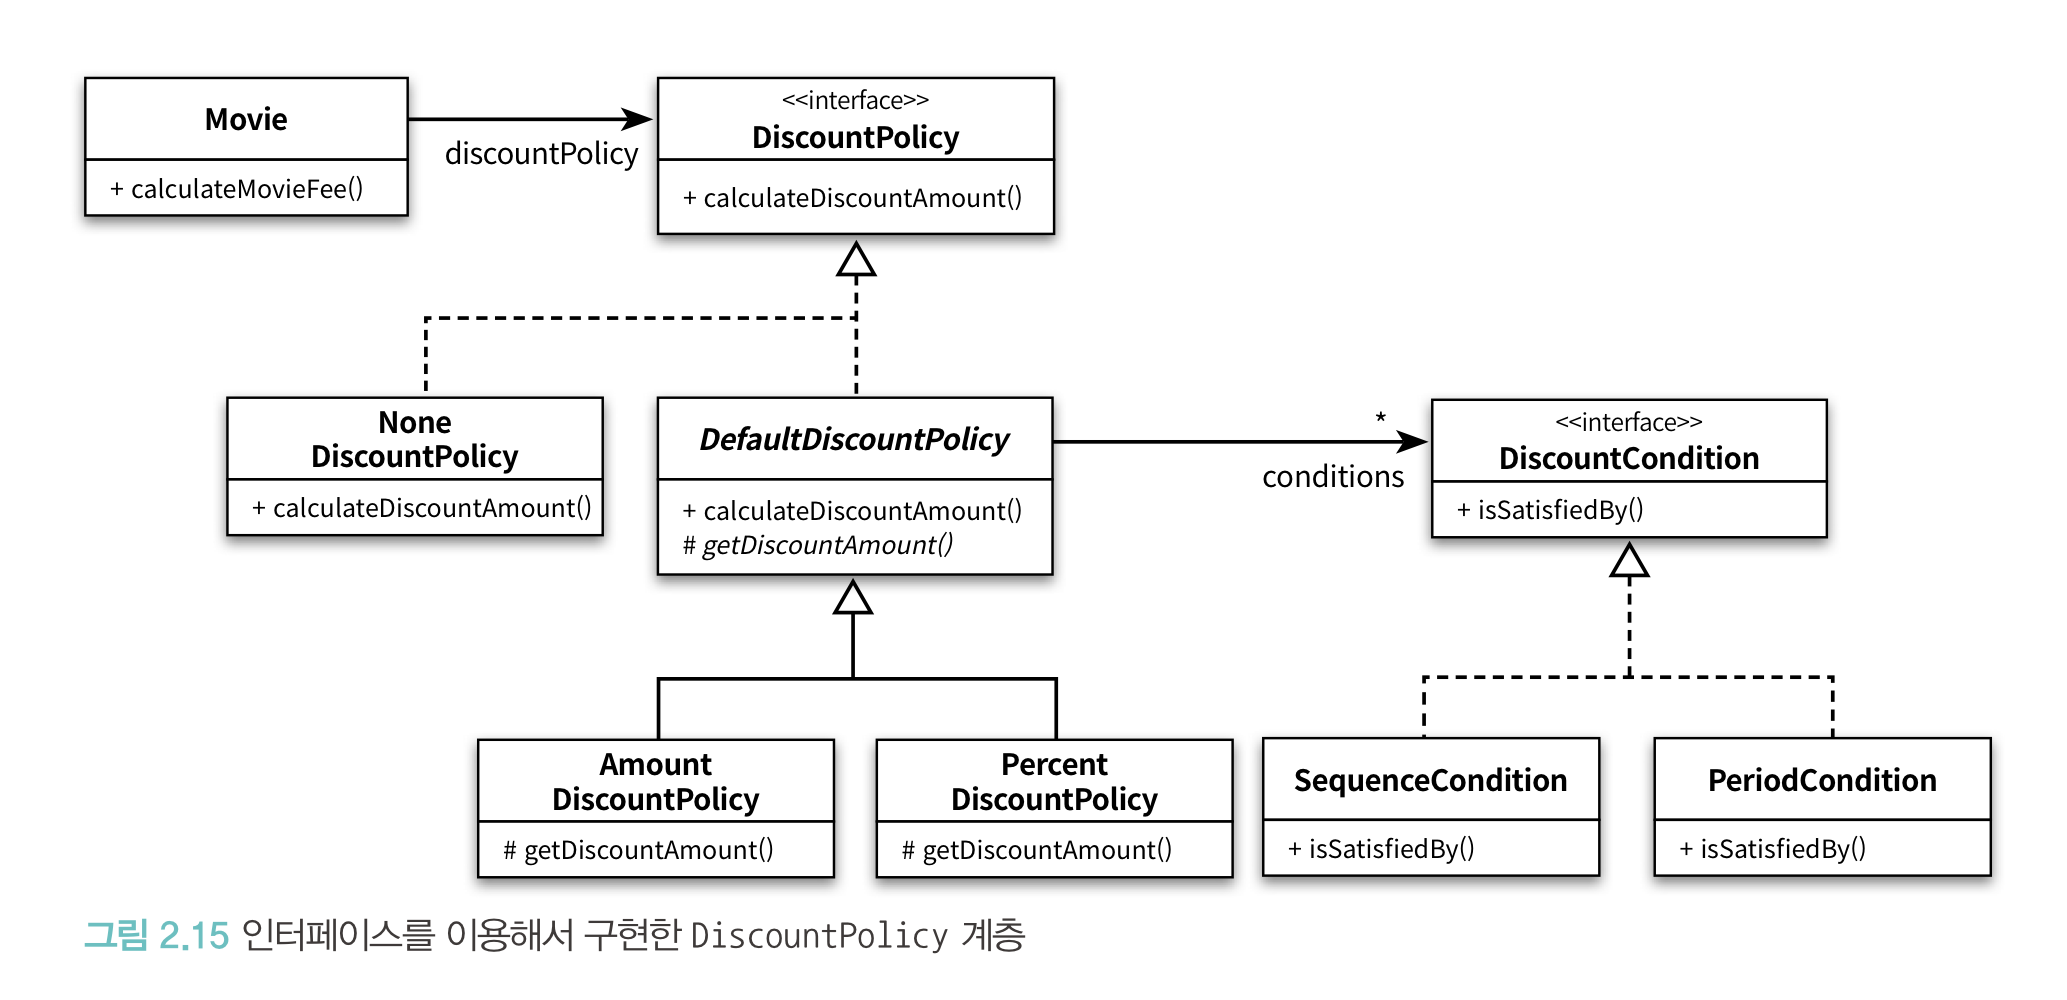 Movie
+ calculateMovieFee()
discountPolicy
<<interface>>
DiscountPolicy
+ calculateDiscountAmount()
None
DiscountPolicy
+ calculateDiscountAmount()
DefaultDiscountPolicy
+ calculateDiscountAmount()
# getDiscountAmount()
*
conditions
<<interface>>
DiscountCondition
+ isSatisfiedBy()
Amount
DiscountPolicy
# getDiscountAmount()
Percent
DiscountPolicy
# getDiscountAmount()
SequenceCondition
+ isSatisfiedBy()
PeriodCondition
+ isSatisfiedBy()
그림 2.15 인터페이스를 이용해서 구현한 DiscountPolicy 계층